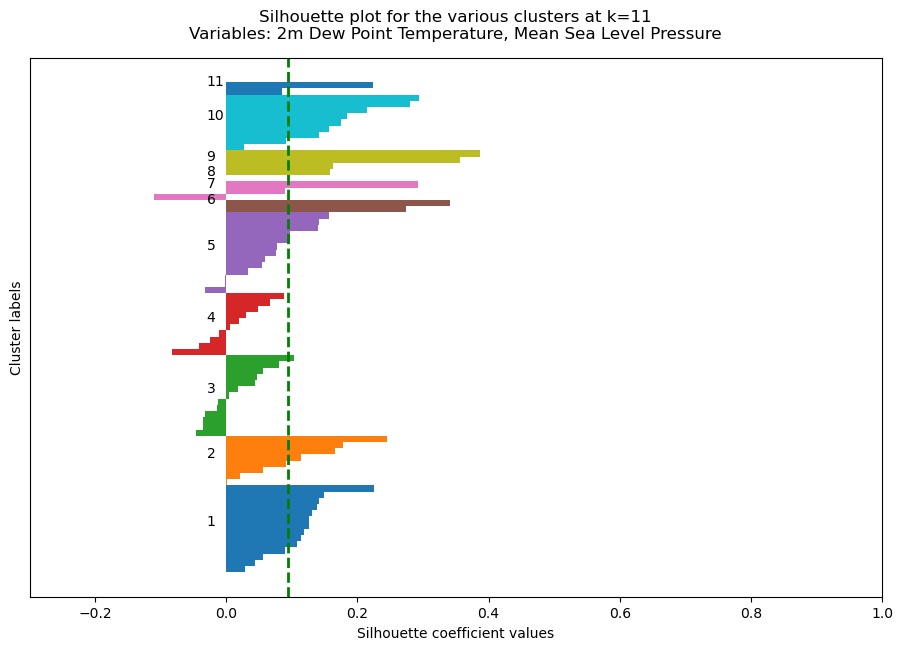 Silhouette plot for the various clusters at k=11
Variables: 2m Dew Point Temperature, Mean Sea Level Pressure
11
10
9
8
7
6
5
4
3
2
1
Cluster labels
−0.2 0.0 0.2 0.4 0.6 0.8 1.0
Silhouette coefficient values